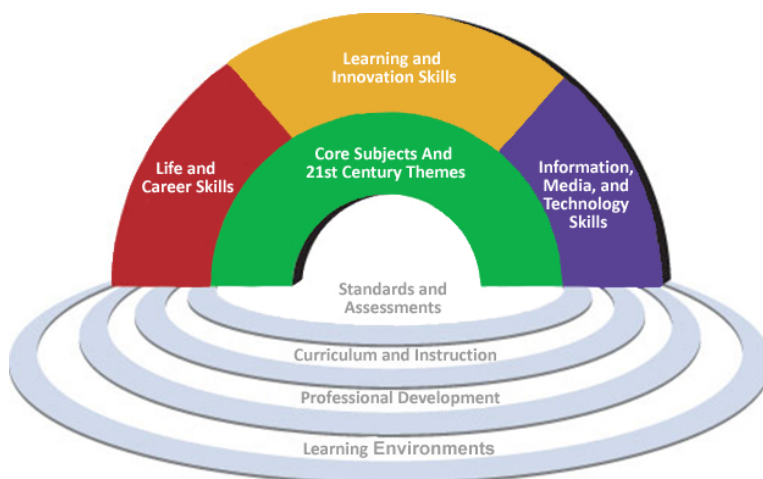 Learning and
Innovation Skills
Life and
Career Skills
Core Subjects And
21st Century Themes
Information,
Media, and
Technology
Skills
Standards and
Assessments
Curriculum and Instruction
Professional Development
Learning Environments